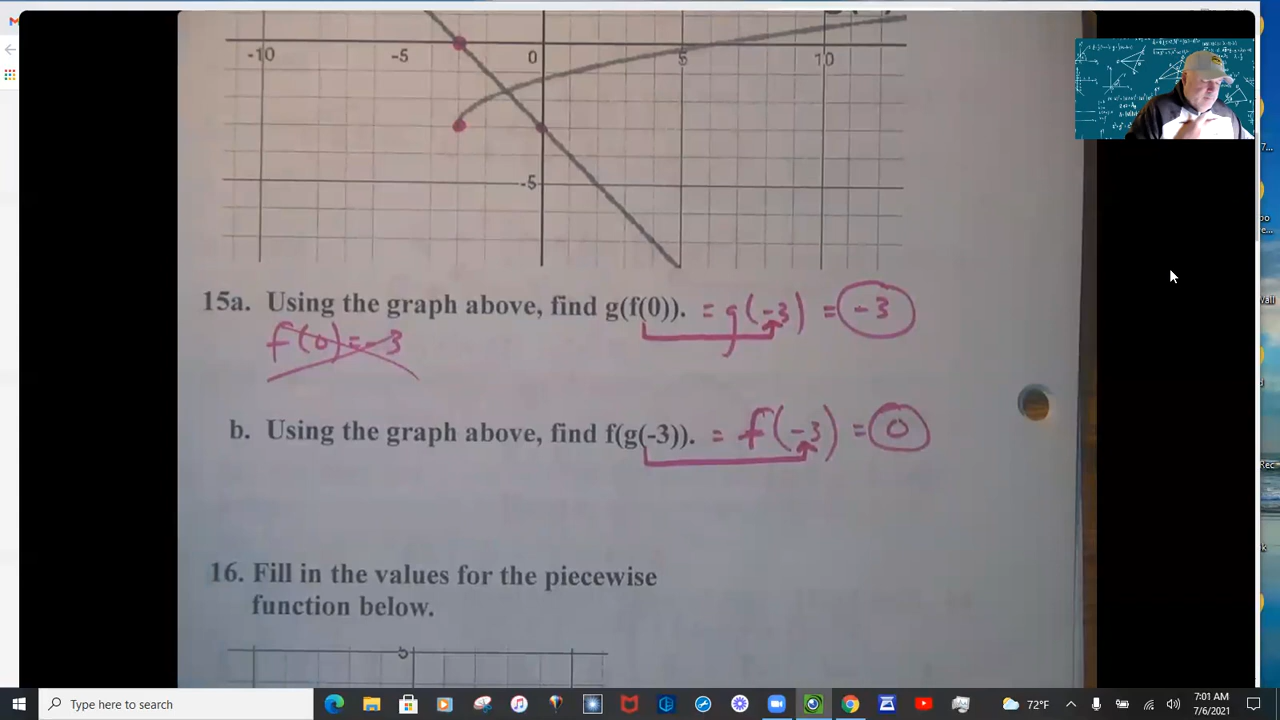 -10 -5 0 5 10
-5
15a. Using the graph above, find g(f(0)). = g(-3) = -3
f(0)=-3
b. Using the graph above, find f(g(-3)). = f(-3) = 0
16. Fill in the values for the piecewise
function below.
5
Type here to search
72°F
7:01 AM
7/6/2021